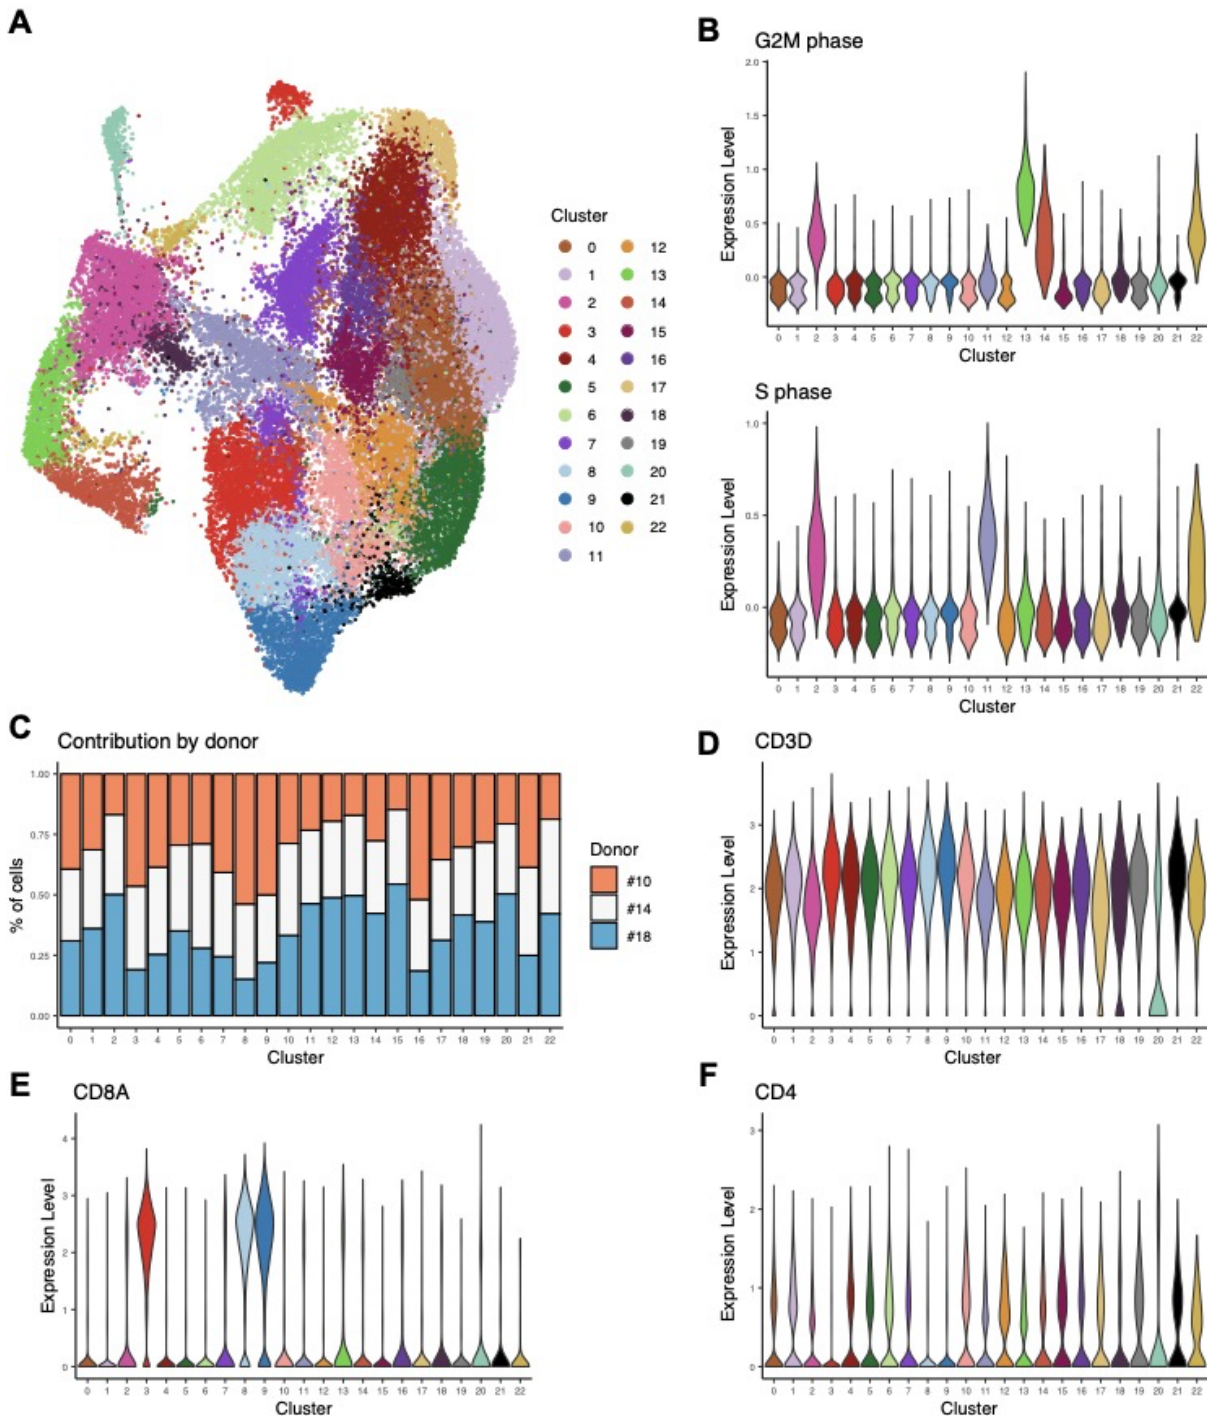 A
Cluster
0 12
1 13
2 14
3 15
4 16
5 17
6 18
7 19
8 20
9 21
10 22
11
B
G2M phase
Expression Level
2.0
1.5
1.0
0.5
0.0
0 1 2 3 4 5 6 7 8 9 10 11 12 13 14 15 16 17 18 19 20 21 22
Cluster
S phase
Expression Level
1.0
0.5
0.0
0 1 2 3 4 5 6 7 8 9 10 11 12 13 14 15 16 17 18 19 20 21 22
Cluster
C
Contribution by donor
% of cells
1.00
0.75
0.50
0.25
0.00
0 1 2 3 4 5 6 7 8 9 10 11 12 13 14 15 16 17 18 19 20 21 22
Cluster
Donor
#10
#14
#18
D
CD3D
Expression Level
3
2
1
0
0 1 2 3 4 5 6 7 8 9 10 11 12 13 14 15 16 17 18 19 20 21 22
Cluster
E
CD8A
Expression Level
4
3
2
1
0
0 1 2 3 4 5 6 7 8 9 10 11 12 13 14 15 16 17 18 19 20 21 22
Cluster
F
CD4
Expression Level
3
2
1
0
0 1 2 3 4 5 6 7 8 9 10 11 12 13 14 15 16 17 18 19 20 21 22
Cluster